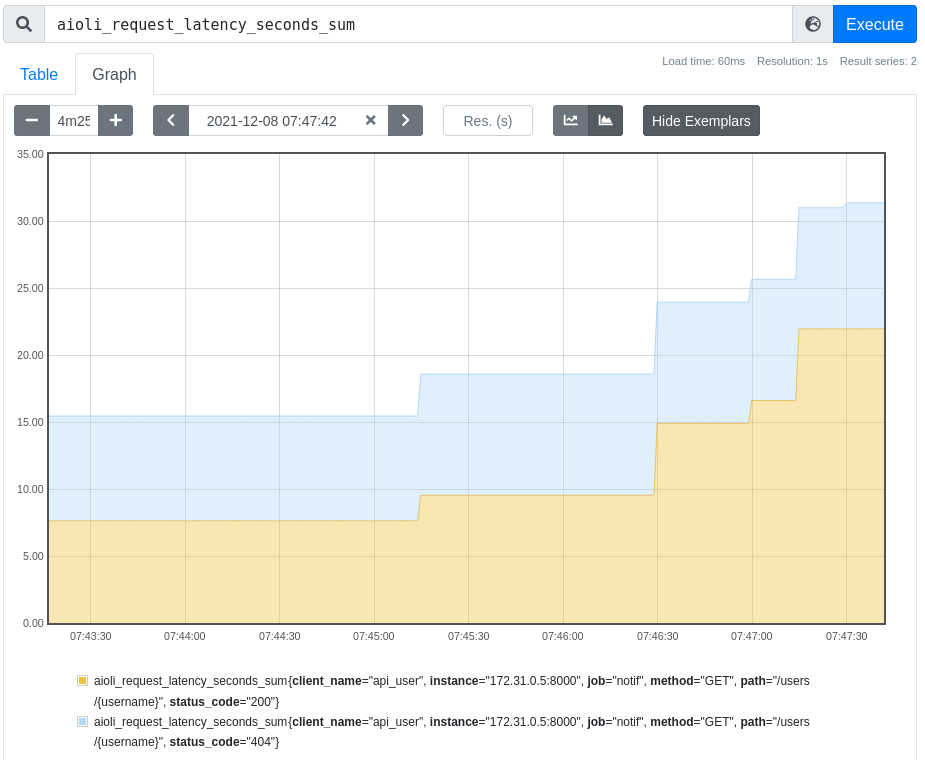 aioli_request_latency_seconds_sum
Execute
Load time: 60ms Resolution: 1s Result series: 2
Table Graph
4m25
2021-12-08 07:47:42
Res. (s)
Hide Exemplars
35.00
30.00
25.00
20.00
15.00
10.00
5.00
0.00
07:43:30 07:44:00 07:44:30 07:45:00 07:45:30 07:46:00 07:46:30 07:47:00 07:47:30
aioli_request_latency_seconds_sum{client_name="api_user", instance="172.31.0.5:8000", job="notif", method="GET", path="/users
/{username}", status_code="200"}
aioli_request_latency_seconds_sum{client_name="api_user", instance="172.31.0.5:8000", job="notif", method="GET", path="/users
/{username}", status_code="404"}